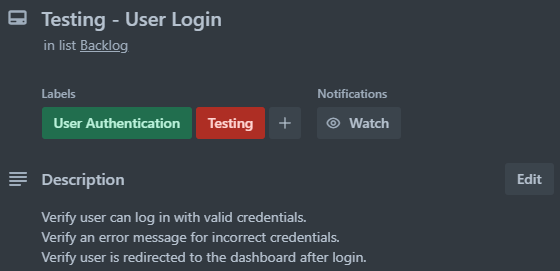 Testing - User Login
in list Backlog
Labels
Notifications
User Authentication
Testing
+
Watch
Description
Edit
Verify user can log in with valid credentials.
Verify an error message for incorrect credentials.
Verify user is redirected to the dashboard after login.